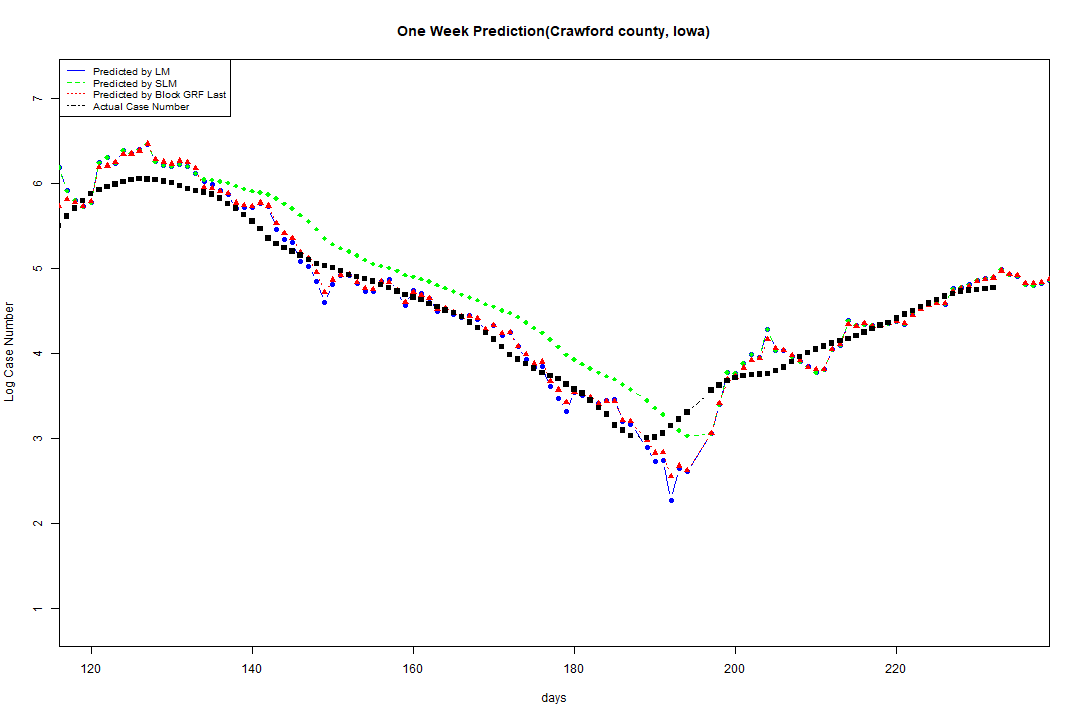 One Week Prediction(Crawford county, Iowa)
Predicted by LM
Predicted by SLM
Predicted by Block GRF Last
Actual Case Number
7
6
5
4
3
2
1
Log Case Number
120 140 160 180 200 220
days